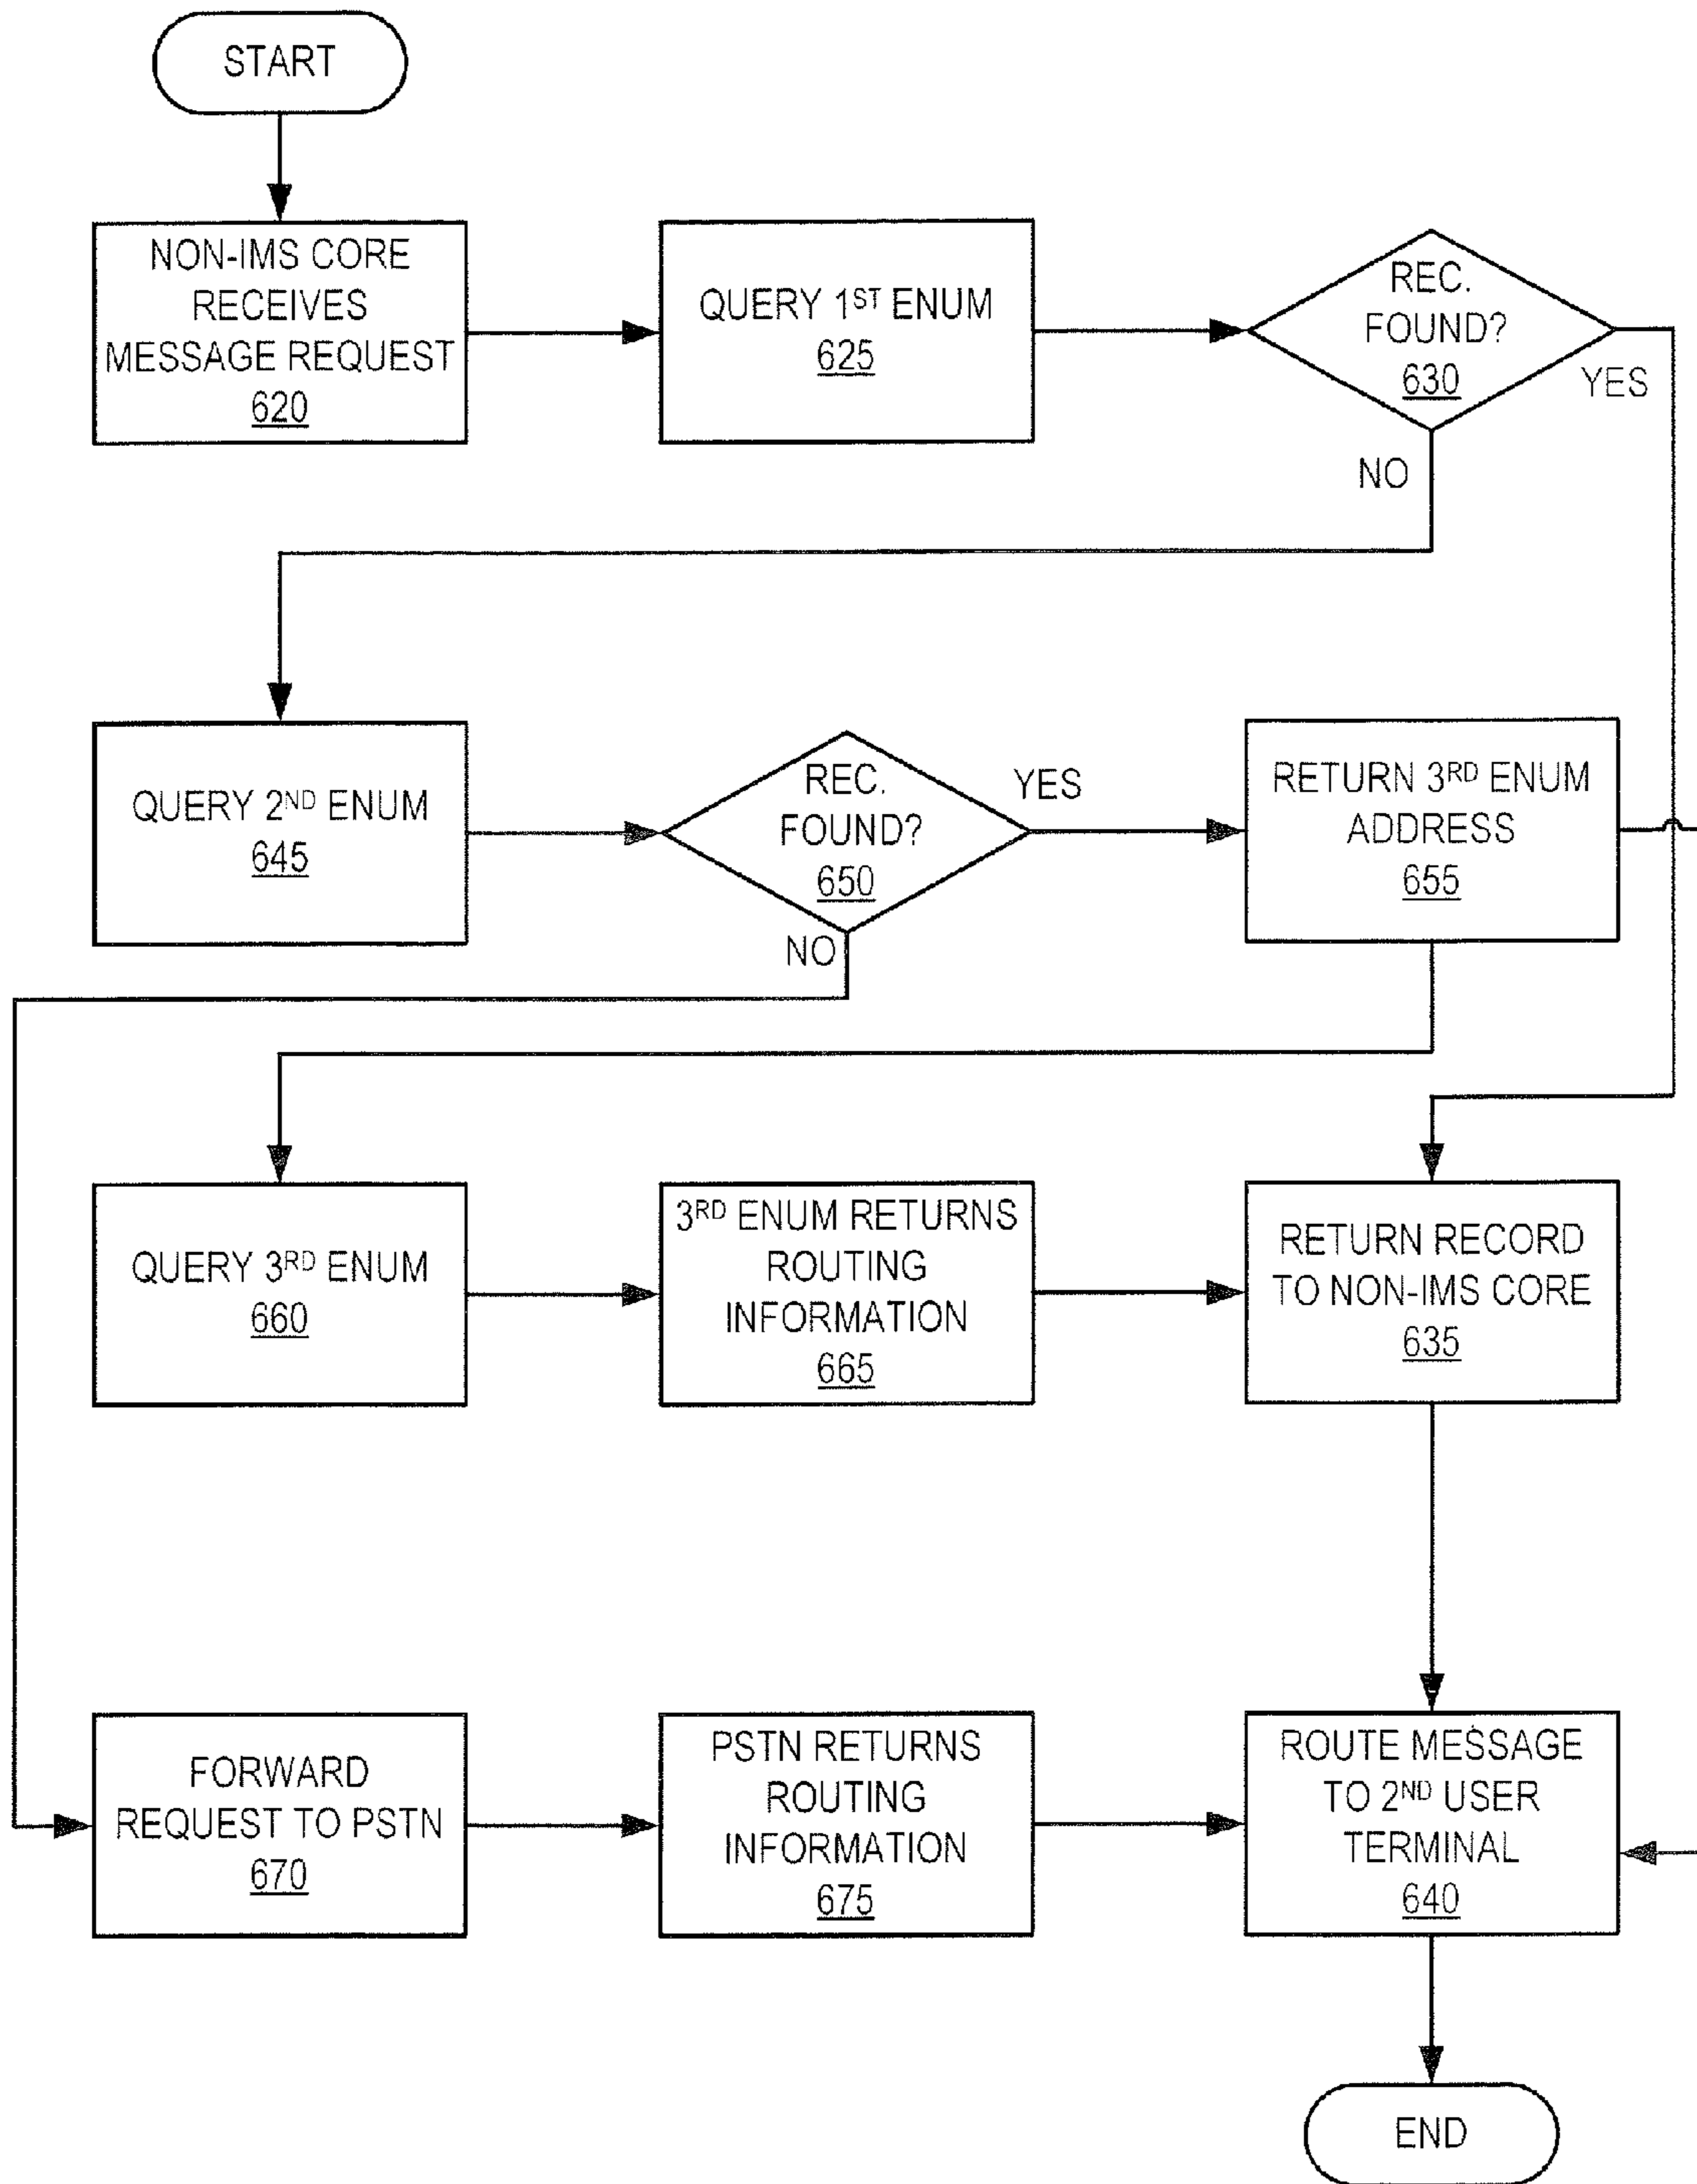 START
NON-IMS CORE
RECEIVES
MESSAGE REQUEST
620
QUERY 1ST ENUM
625
REC.
FOUND?
630
YES
NO
QUERY 2ND ENUM
645
REC.
FOUND?
650
YES
NO
RETURN 3RD ENUM
ADDRESS
655
QUERY 3RD ENUM
660
3RD ENUM RETURNS
ROUTING
INFORMATION
665
RETURN RECORD
TO NON-IMS CORE
635
FORWARD
REQUEST TO PSTN
670
PSTN RETURNS
ROUTING
INFORMATION
675
ROUTE MESSAGE
TO 2ND USER
TERMINAL
640
END